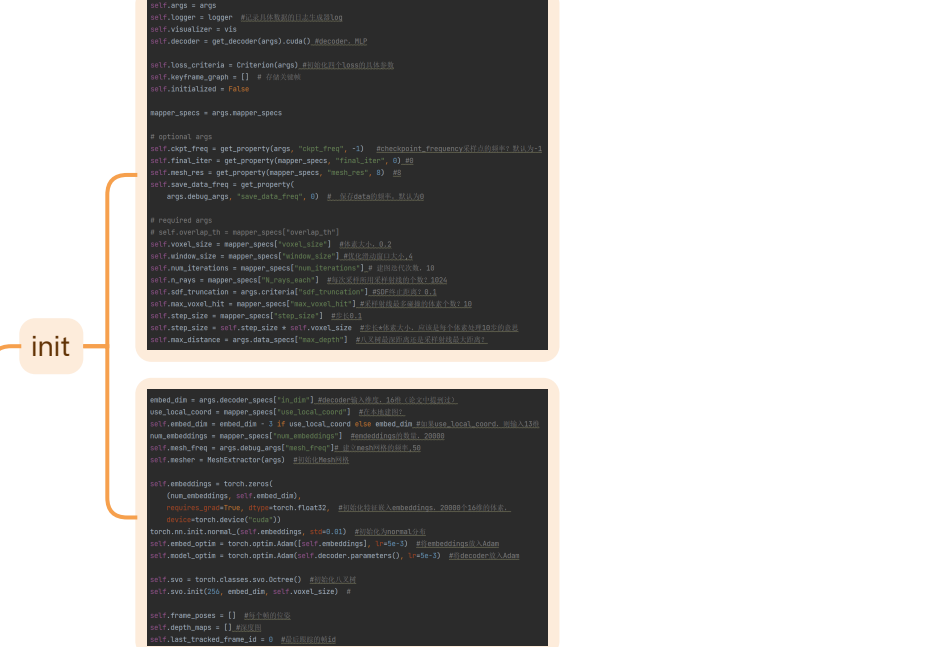 self.args = args
self.logger = logger  #记录具体数据的日志生成器log
self.visualizer = vis
self.decoder = get_decoder(args).cuda() #decoder、MLP
self.loss_criteria = Criterion(args) #初始化四个loss的具体参数
self.keyframe_graph = []  # 存储关键帧
self.initialized = False
mapper_specs = args.mapper_specs
# optional args
self.ckpt_freq = get_property(args, "ckpt_freq", -1)   #checkpoint_frequency采样点的频率? 默认为-1
self.final_iter = get_property(mapper_specs, "final_iter", 0) #0
self.mesh_res = get_property(mapper_specs, "mesh_res", 8)  #8
self.save_data_freq = get_property(
args.debug_args, "save_data_freq", 0)  #  保存data的频率、默认为0
# required args
# self.overlap_th = mapper_specs["overlap_th"]
self.voxel_size = mapper_specs["voxel_size"]  #体素大小、0.2
self.window_size = mapper_specs["window_size"] #优化滑动窗口大小,4
init
self.num_iterations = mapper_specs["num_iterations"] # 建图迭代次数、10
self.n_rays = mapper_specs["N_rays_each"]  #每次采样所用采样射线的个数? 1024
self.sdf_truncation = args.criteria["sdf_truncation"] #SDF终止距离? 0.1
self.max_voxel_hit = mapper_specs["max_voxel_hit"] #采样射线最多碰撞的体素个数? 10
self.step_size = mapper_specs["step_size"]  #步长0.1
self.step_size = self.step_size * self.voxel_size  #步长*体素大小、应该是每个体素处理10步的意思
self.max_distance = args.data_specs["max_depth"]  #八叉树最深距离还是采样射线最大距离?
embed_dim = args.decoder_specs["in_dim"] #decoder输入维度、16维（论文中提到过）
use_local_coord = mapper_specs["use_local_coord"]  #在本地建图?
self.embed_dim = embed_dim - 3 if use_local_coord else embed_dim #如果use_local_coord、则输入13维
num_embeddings = mapper_specs["num_embeddings"]  #emdeddings的数量、20000
self.mesh_freq = args.debug_args["mesh_freq"]# 建立mesh网格的频率,50
self.mesher = MeshExtractor(args)  #初始化Mesh网格
self.embeddings = torch.zeros(
(num_embeddings, self.embed_dim),
requires_grad=True, dtype=torch.float32,  #初始化特征嵌入embeddings、20000个16维的体素、
device=torch.device("cuda"))
torch.nn.init.normal_(self.embeddings, std=0.01)  #初始化为normal分布
self.embed_optim = torch.optim.Adam([self.embeddings], lr=5e-3)  #将embeddings放入Adam
self.model_optim = torch.optim.Adam(self.decoder.parameters(), lr=5e-3)  #将decoder放入Adam
self.svo = torch.classes.svo.Octree()  #初始化八叉树
self.svo.init(256, embed_dim, self.voxel_size)  #
self.frame_poses = []  #每个帧的位姿
self.depth_maps = [] #深度图
self.last_tracked_frame_id = 0  #最后跟踪的帧id